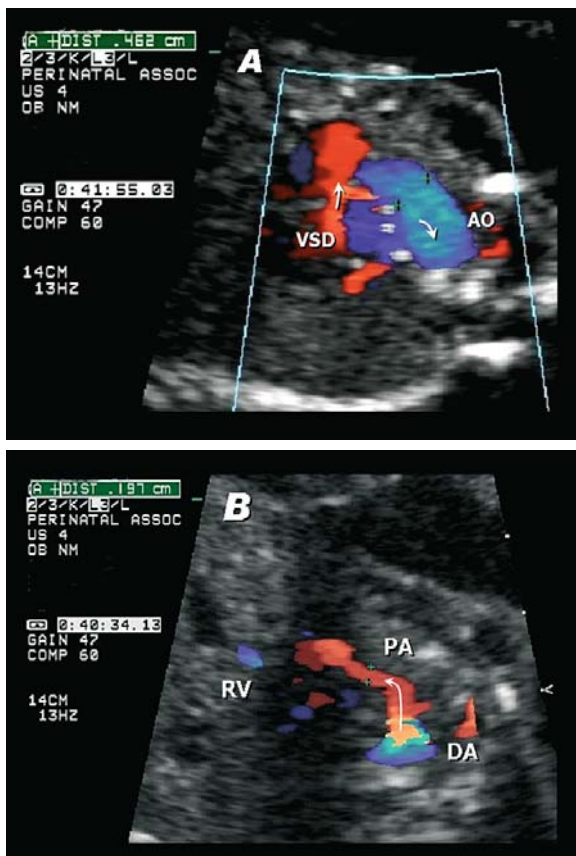 A +DIST .462 cm
2/3/K/L3/L
PERINATAL ASSOC
US 4
OB NM
0:41:55.03
GAIN 47
COMP 60
14CM
13HZ
A
VSD
AO
A +DIST .197 cm
2/3/K/L3/L
PERINATAL ASSOC
US 4
OB NM
0:40:34.13
GAIN 47
COMP 60
14CM
13HZ
B
PA
RV
DA